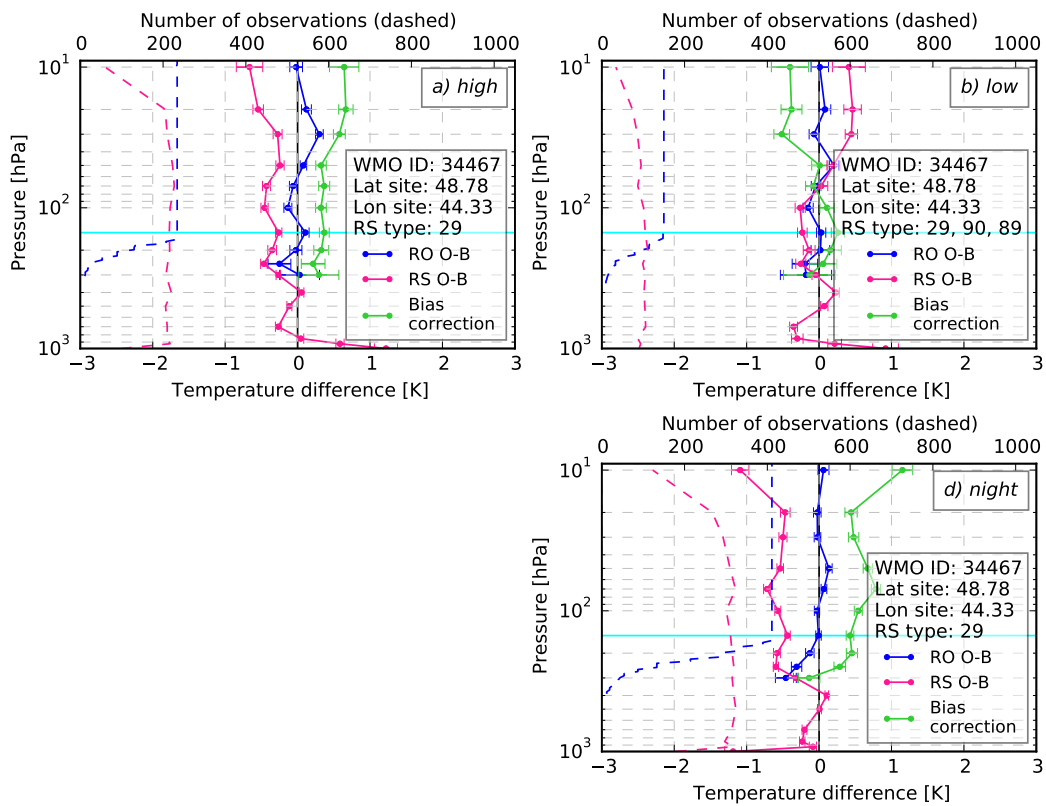 Number of observations (dashed)
0 200 400 600 800 1000
10^1
10^2
10^3
Pressure [hPa]
a) high
WMO ID: 34467
Lat site: 48.78
Lon site: 44.33
RS type: 29
RO O-B
RS O-B
Bias
correction
−3 −2 −1 0 1 2 3
Temperature difference [K]
Number of observations (dashed)
0 200 400 600 800 1000
10^1
10^2
10^3
Pressure [hPa]
b) low
WMO ID: 34467
Lat site: 48.78
Lon site: 44.33
RS type: 29, 90, 89
RO O-B
RS O-B
Bias
correction
−3 −2 −1 0 1 2 3
Temperature difference [K]
Number of observations (dashed)
0 200 400 600 800 1000
10^1
10^2
10^3
Pressure [hPa]
d) night
WMO ID: 34467
Lat site: 48.78
Lon site: 44.33
RS type: 29
RO O-B
RS O-B
Bias
correction
−3 −2 −1 0 1 2 3
Temperature difference [K]